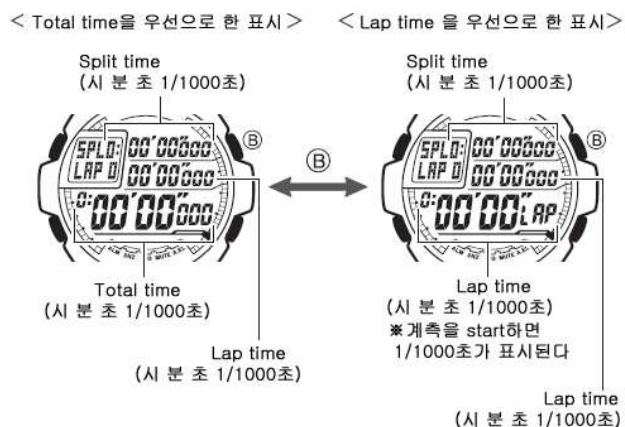 < Total time을 우선으로 한 표시>
Split time
(시 분 초 1/1000초)
SPL0: 00'00"000
LAP 0 00'00"000
0: 00'00"000
ALM SNZ MUTE
B
Total time
(시 분 초 1/1000초)
Lap time
(시 분 초 1/1000초)
B
< Lap time 을 우선으로 한 표시>
Split time
(시 분 초 1/1000초)
SPL0: 00'00"000
LAP 0 00'00"000
0: 00'00"LAP
ALM SNZ MUTE
B
Lap time
(시 분 초 1/1000초)
※계측을 start하면
1/1000초가 표시된다
Lap time
(시 분 초 1/1000초)